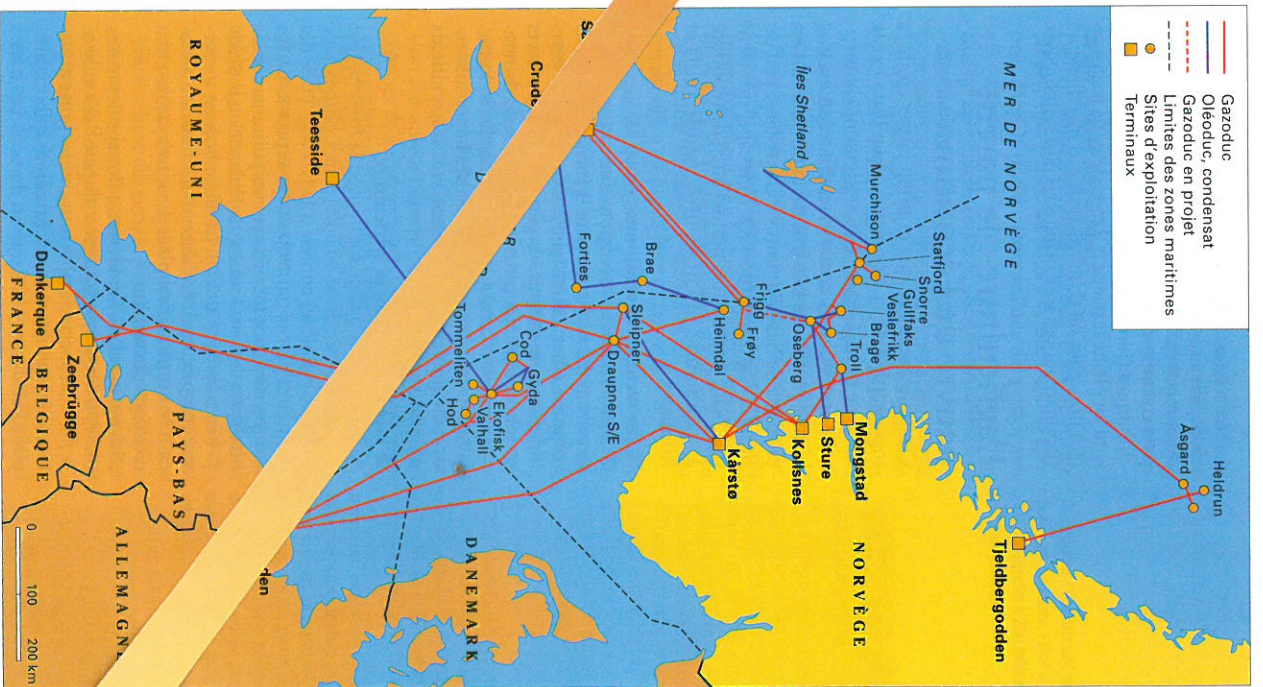 Gazoduc
Oléoduc, condensat
Gazoduc en projet
Limites des zones maritimes
Sites d'exploitation
Terminaux
Heldrun
Åsgard
MER DE NORVÈGE
Tjeldbergodden
Statfjord
Snorre
Gullfaks
Veslefrikk
Brage
Troll
Murchison
Mongstad
NORVÈGE
Sture
Îles Shetland
Oseberg
Kollsnes
Frigg
Frøy
Heimdal
Kårstø
Brae
Sleipner
Draupner S/E
Forties
Cod
Gyda
Ekofisk
Valhall
Hod
Tommeliten
DANEMARK
Teesside
ROYAUME-UNI
PAYS-BAS
ALLEMAGNE
Zeebrügge
Dunkerque
BELGIQUE
FRANCE
0 100 200 km